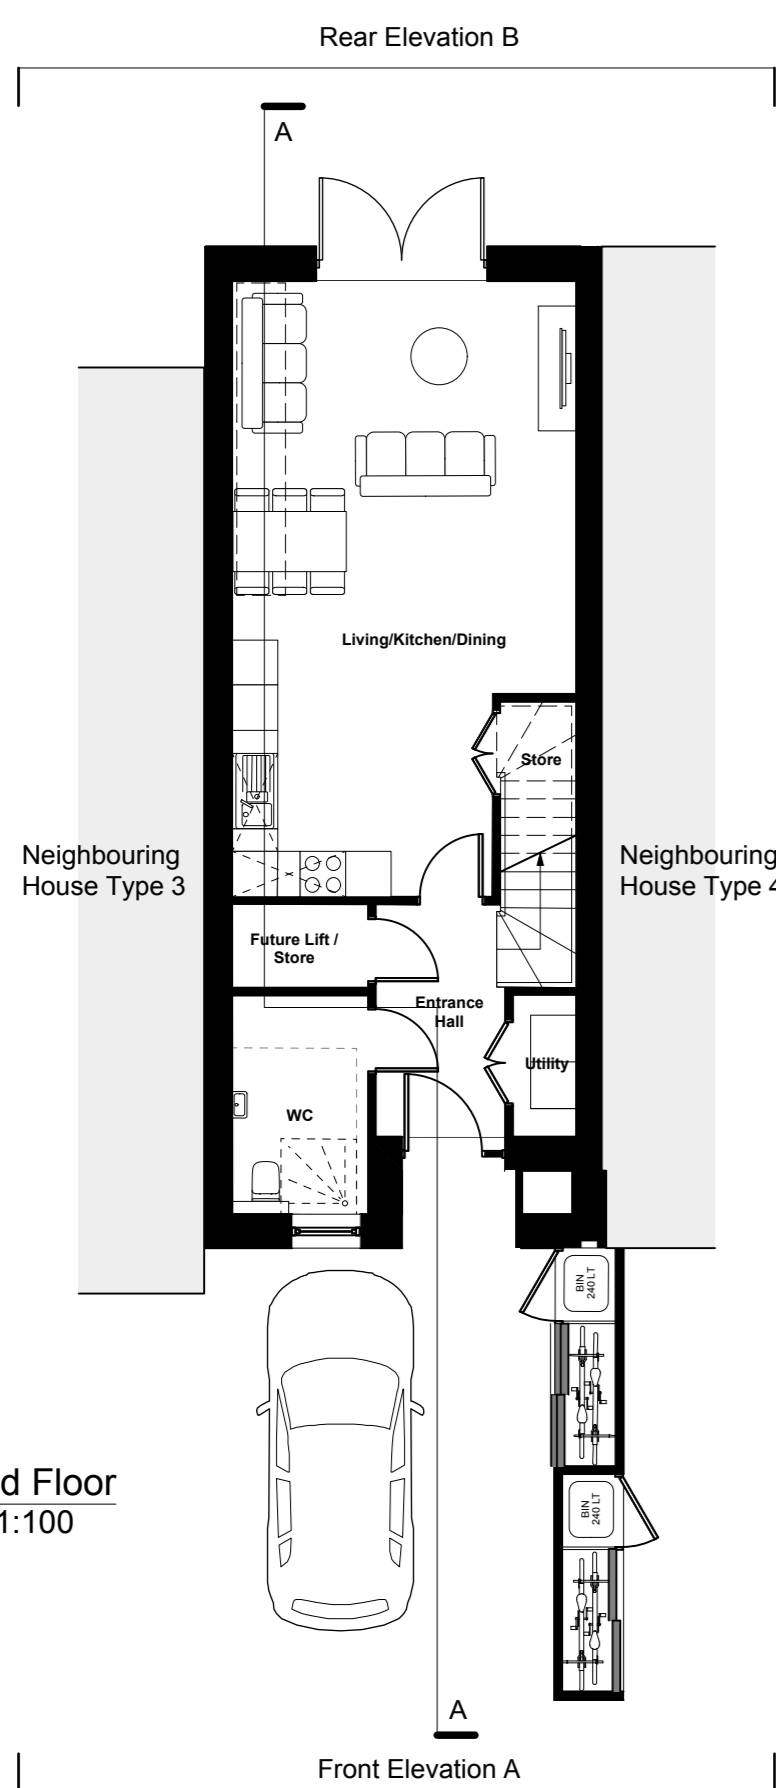 Rear Elevation B
A
Living/Kitchen/Dining
Store
Neighbouring
House Type 3
Neighbouring
House Type 4
Future Lift /
Store
Entrance
Hall
Utility
WC
BIN
240 LT
d Floor
1:100
BIN
240 LT
A
Front Elevation A